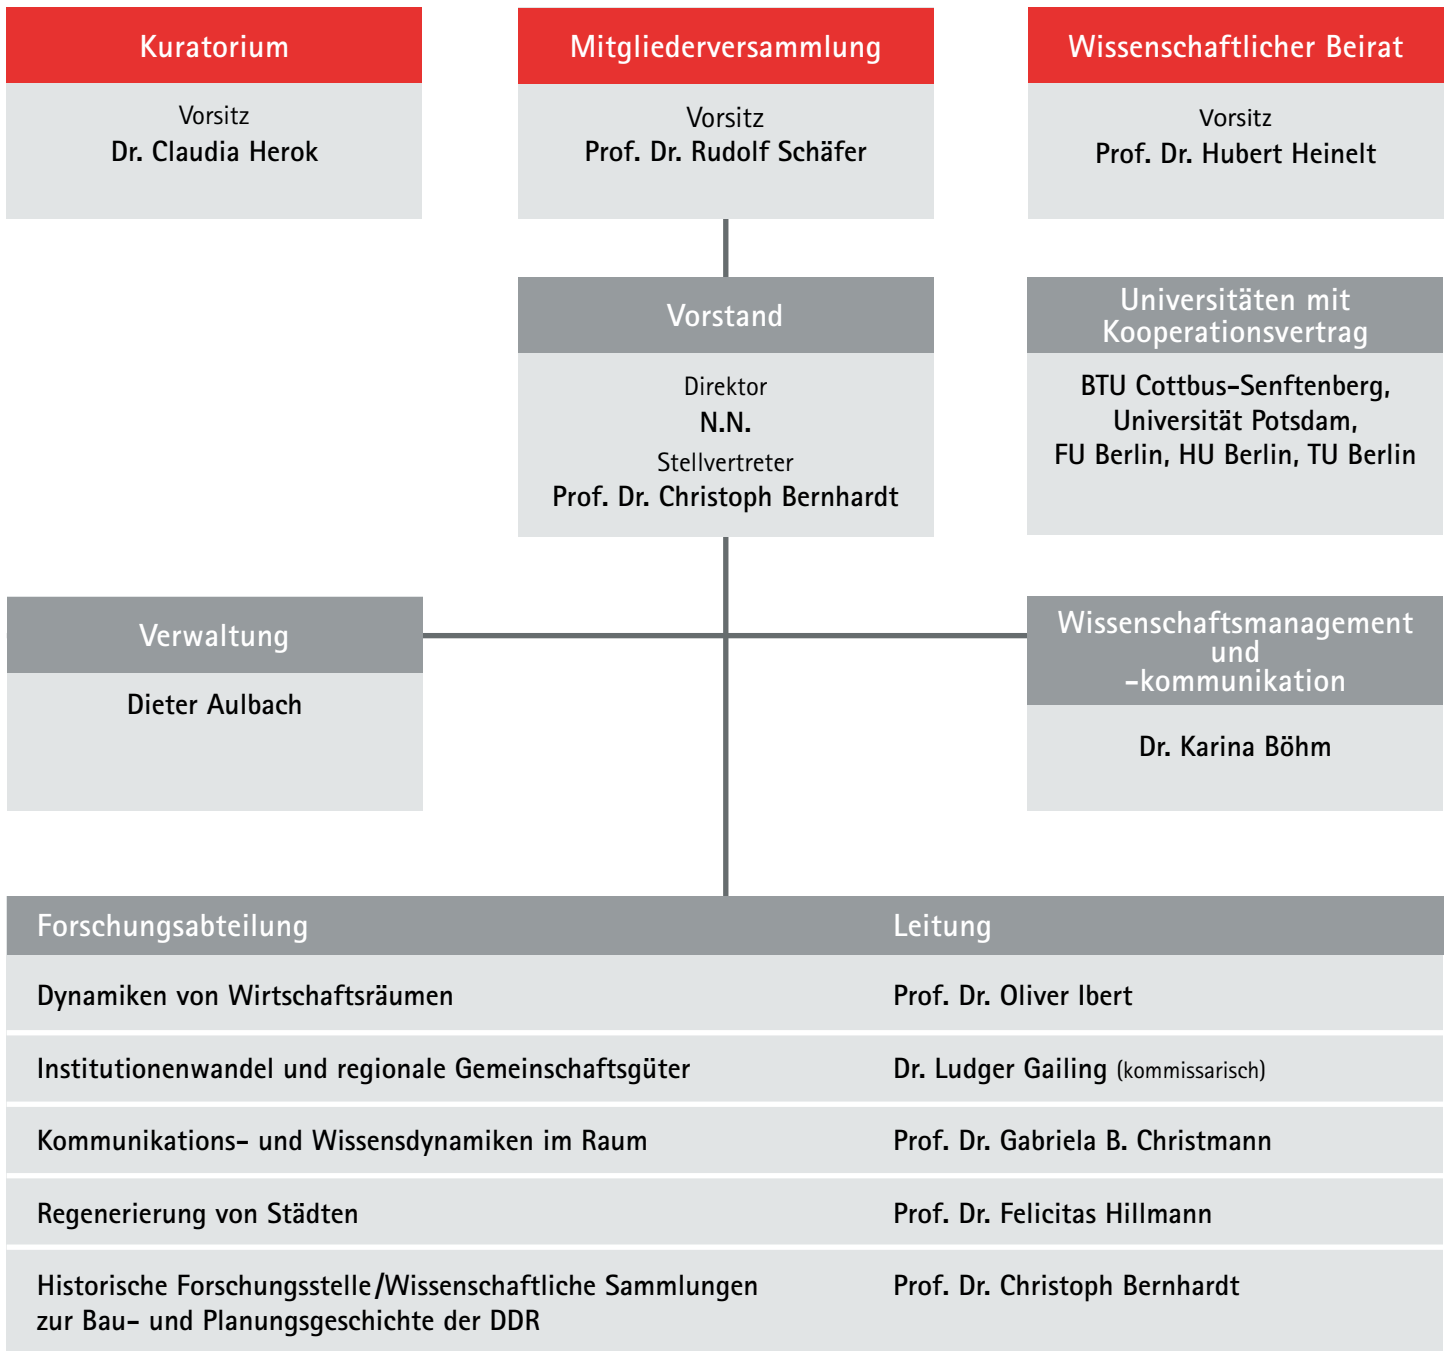 Kuratorium
Vorsitz
Dr. Claudia Herok
Mitgliederversammlung
Vorsitz
Prof. Dr. Rudolf Schäfer
Wissenschaftlicher Beirat
Vorsitz
Prof. Dr. Hubert Heinelt
Vorstand
Direktor
N.N.
Stellvertreter
Prof. Dr. Christoph Bernhardt
Universitäten mit
Kooperationsvertrag
BTU Cottbus-Senftenberg,
Universität Potsdam,
FU Berlin, HU Berlin, TU Berlin
Verwaltung
Dieter Aulbach
Wissenschaftsmanagement
und
-kommunikation
Dr. Karina Böhm
Forschungsabteilung Leitung
Dynamiken von Wirtschaftsräumen Prof. Dr. Oliver Ibert
Institutionenwandel und regionale Gemeinschaftsgüter Dr. Ludger Gailing (kommissarisch)
Kommunikations- und Wissensdynamiken im Raum Prof. Dr. Gabriela B. Christmann
Regenerierung von Städten Prof. Dr. Felicitas Hillmann
Historische Forschungsstelle/Wissenschaftliche Sammlungen Prof. Dr. Christoph Bernhardt
zur Bau- und Planungsgeschichte der DDR